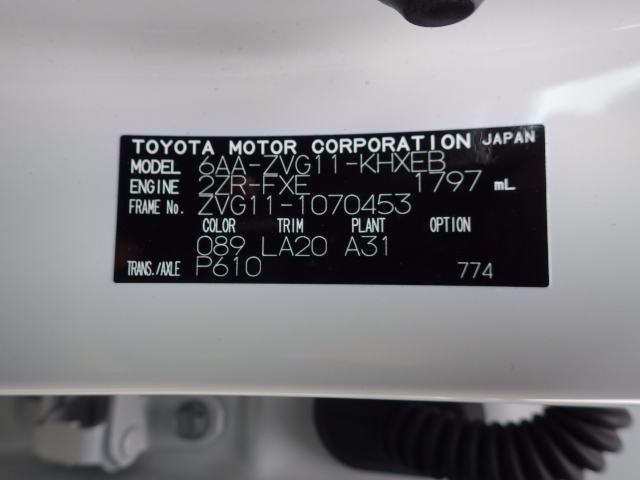 TOYOTA MOTOR CORPORATION JAPAN
MODEL 6AA-ZVG11-KHXEB
ENGINE 2ZR-FXE 1797 mL
FRAME No. ZVG11-1070453
COLOR TRIM PLANT OPTION
089 LA20 A31
TRANS./AXLE P610 774